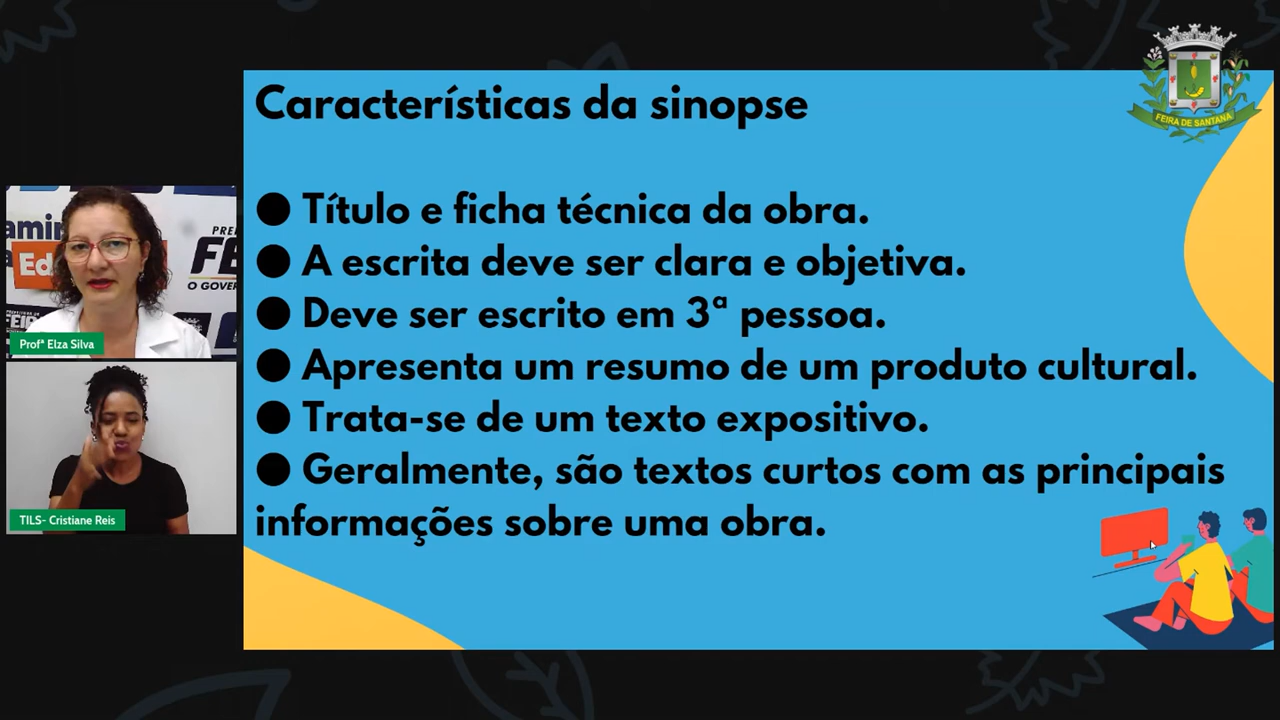 Características da sinopse
● Título e ficha técnica da obra.
● A escrita deve ser clara e objetiva.
● Deve ser escrito em 3ª pessoa.
● Apresenta um resumo de um produto cultural.
● Trata-se de um texto expositivo.
● Geralmente, são textos curtos com as principais
informações sobre uma obra.
FEIRA DE SANTANA
Profª Elza Silva
TILS- Cristiane Reis